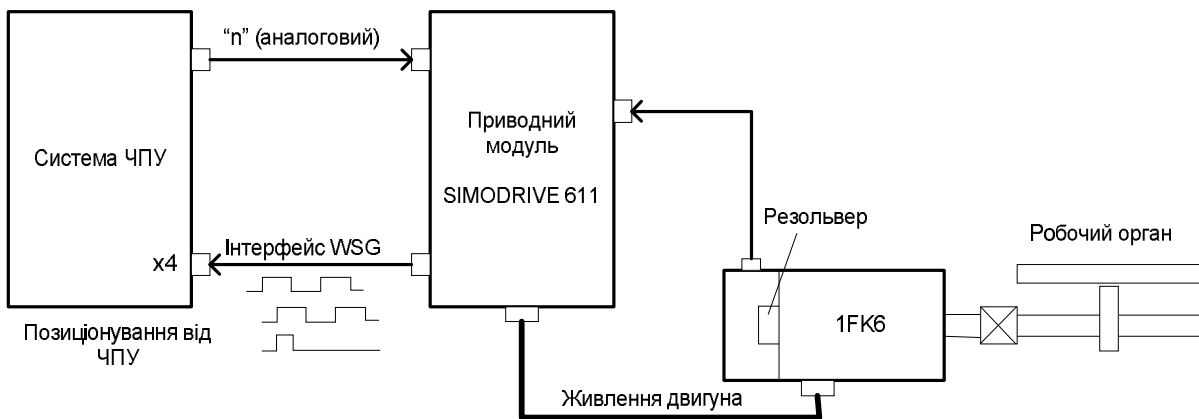 “n” (аналоговий)
Система ЧПУ
Приводний
модуль
SIMODRIVE 611
Інтерфейс WSG
x4
Позиціонування від
ЧПУ
Резольвер
Робочий орган
1FK6
Живлення двигуна